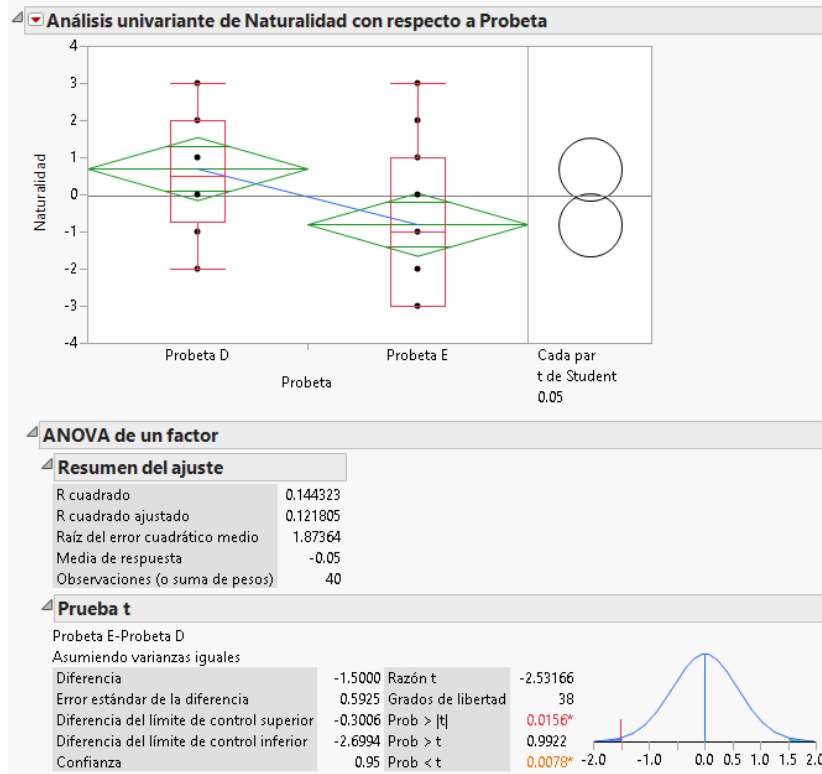 Análisis univariante de Naturalidad con respecto a Probeta
4
3
2
1
0
-1
-2
-3
-4
Naturalidad
Probeta D Probeta E
Probeta
Cada par
t de Student
0.05
ANOVA de un factor
Resumen del ajuste
R cuadrado 0.144323
R cuadrado ajustado 0.121805
Raíz del error cuadrático medio 1.87364
Media de respuesta -0.05
Observaciones (o suma de pesos) 40
Prueba t
Probeta E-Probeta D
Asumiendo varianzas iguales
Diferencia -1.5000 Razón t -2.53166
Error estándar de la diferencia 0.5925 Grados de libertad 38
Diferencia del límite de control superior -0.3006 Prob > |t| 0.0156*
Diferencia del límite de control inferior -2.6994 Prob > t 0.9922
Confianza 0.95 Prob < t 0.0078*
-2.0 -1.0 0.0 0.5 1.0 1.5 2.0